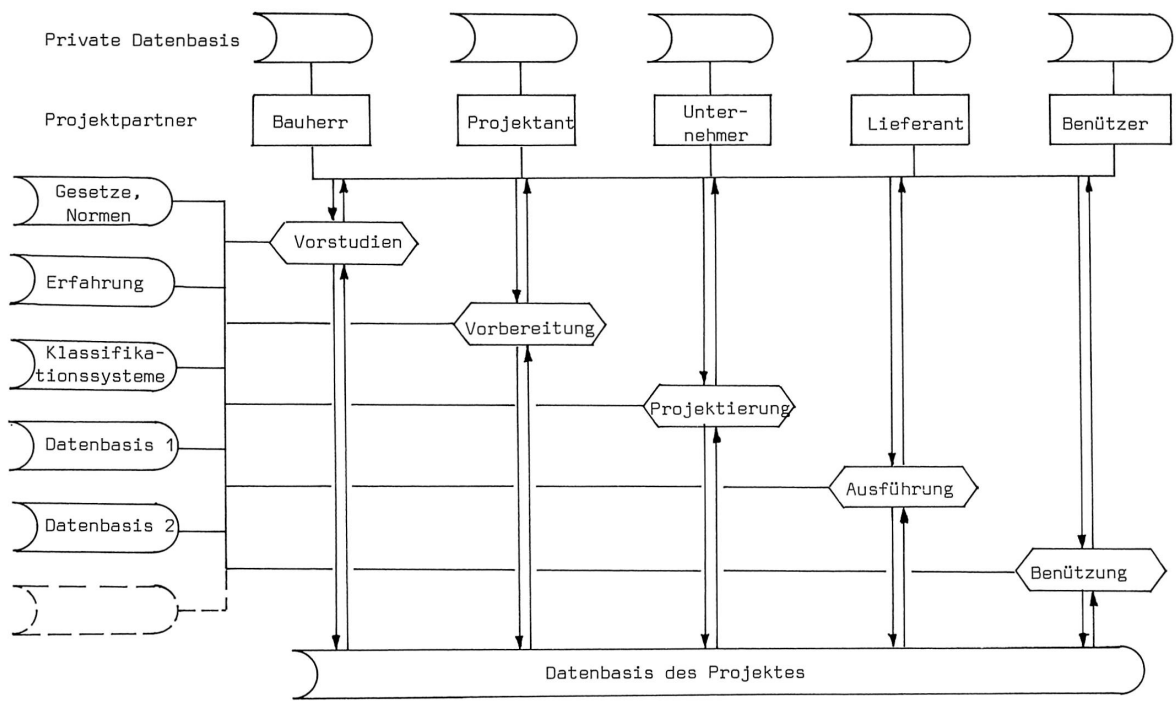 Private Datenbasis
Projektpartner
Bauherr
Projektant
Unter-
nehmer
Lieferant
Benützer
Gesetze,
Normen
Vorstudien
Erfahrung
Vorbereitung
Klassifika-
tionssysteme
Projektierung
Datenbasis 1
Ausführung
Datenbasis 2
Benützung
Datenbasis des Projektes